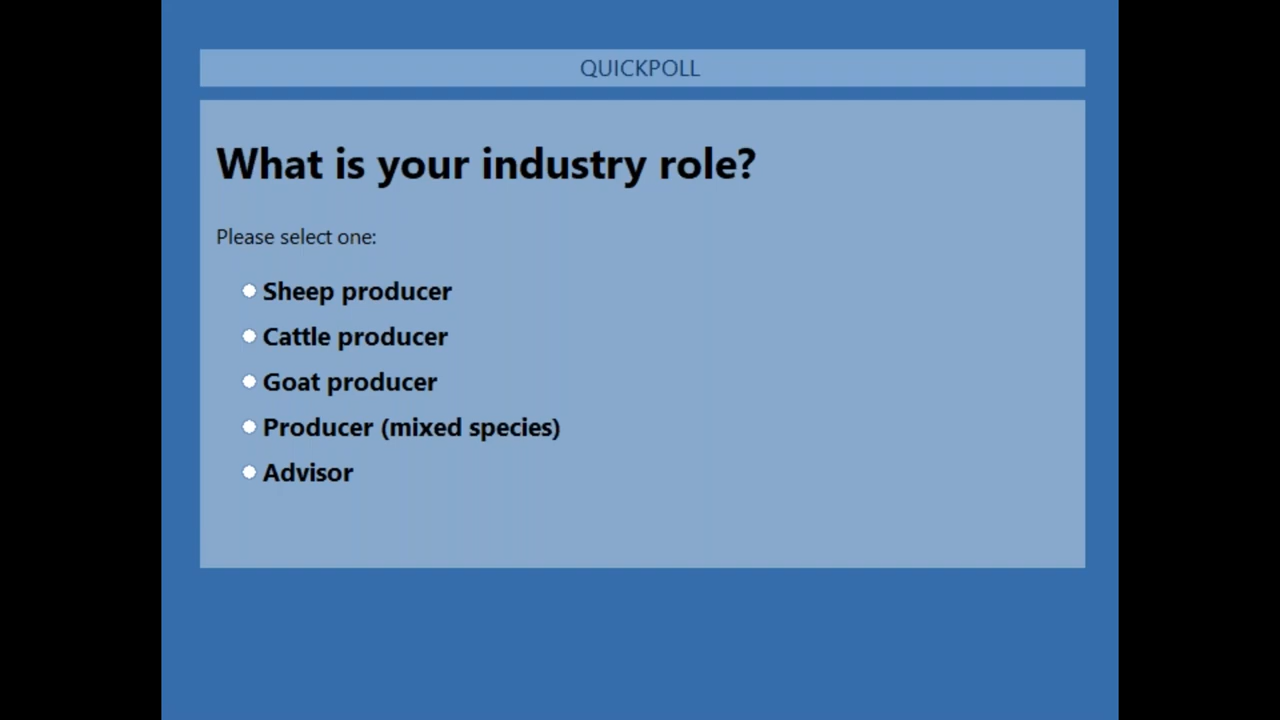 QUICKPOLL
What is your industry role?
Please select one:
Sheep producer
Cattle producer
Goat producer
Producer (mixed species)
Advisor